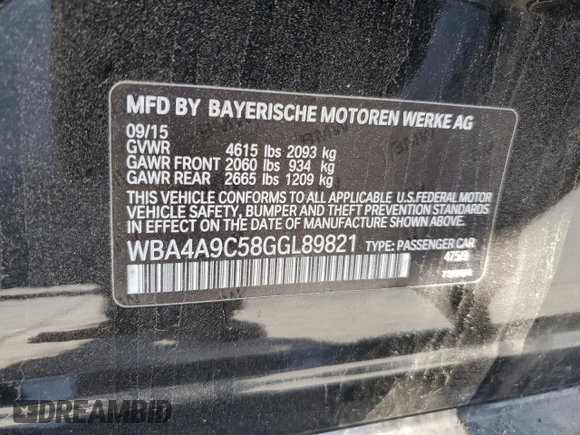 MFD BY BAYERISCHE MOTOREN WERKE AG
09/15
GVWR 4615 lbs 2093 kg
GAWR FRONT 2060 lbs 934 kg
GAWR REAR 2665 lbs 1209 kg
THIS VEHICLE CONFORMS TO ALL APPLICABLE U.S.FEDERAL MOTOR
VEHICLE SAFETY, BUMPER AND THEFT PREVENTION STANDARDS
IN EFFECT ON THE DATE OF MANUFACTURE SHOWN ABOVE.
WBA4A9C58GGL89821 TYPE: PASSENGER CAR
475/9
DREAMBID